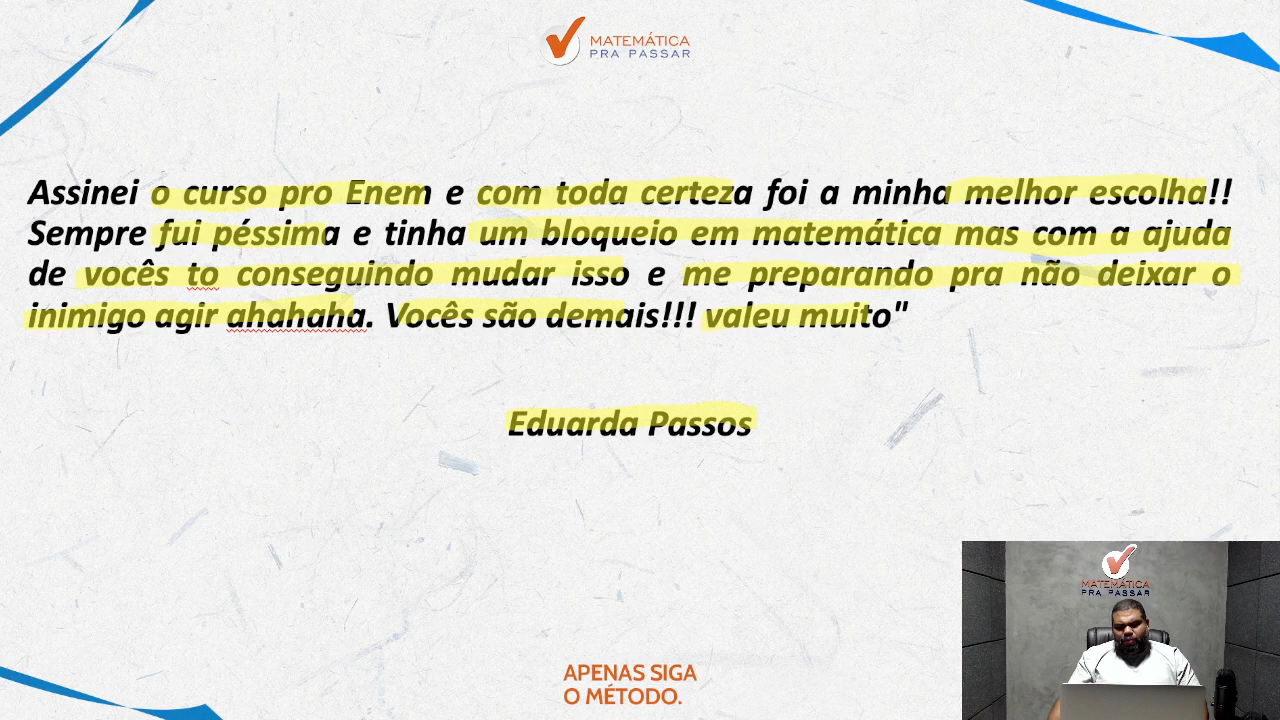 MATEMÁTICA
PRA PASSAR
Assinei o curso pro Enem e com toda certeza foi a minha melhor escolha!!
Sempre fui péssima e tinha um bloqueio em matemática mas com a ajuda
de vocês to conseguindo mudar isso e me preparando pra não deixar o
inimigo agir ahahaha. Vocês são demais!!! valeu muito"
Eduarda Passos
MATEMÁTICA
PRA PASSAR
APENAS SIGA
O MÉTODO.